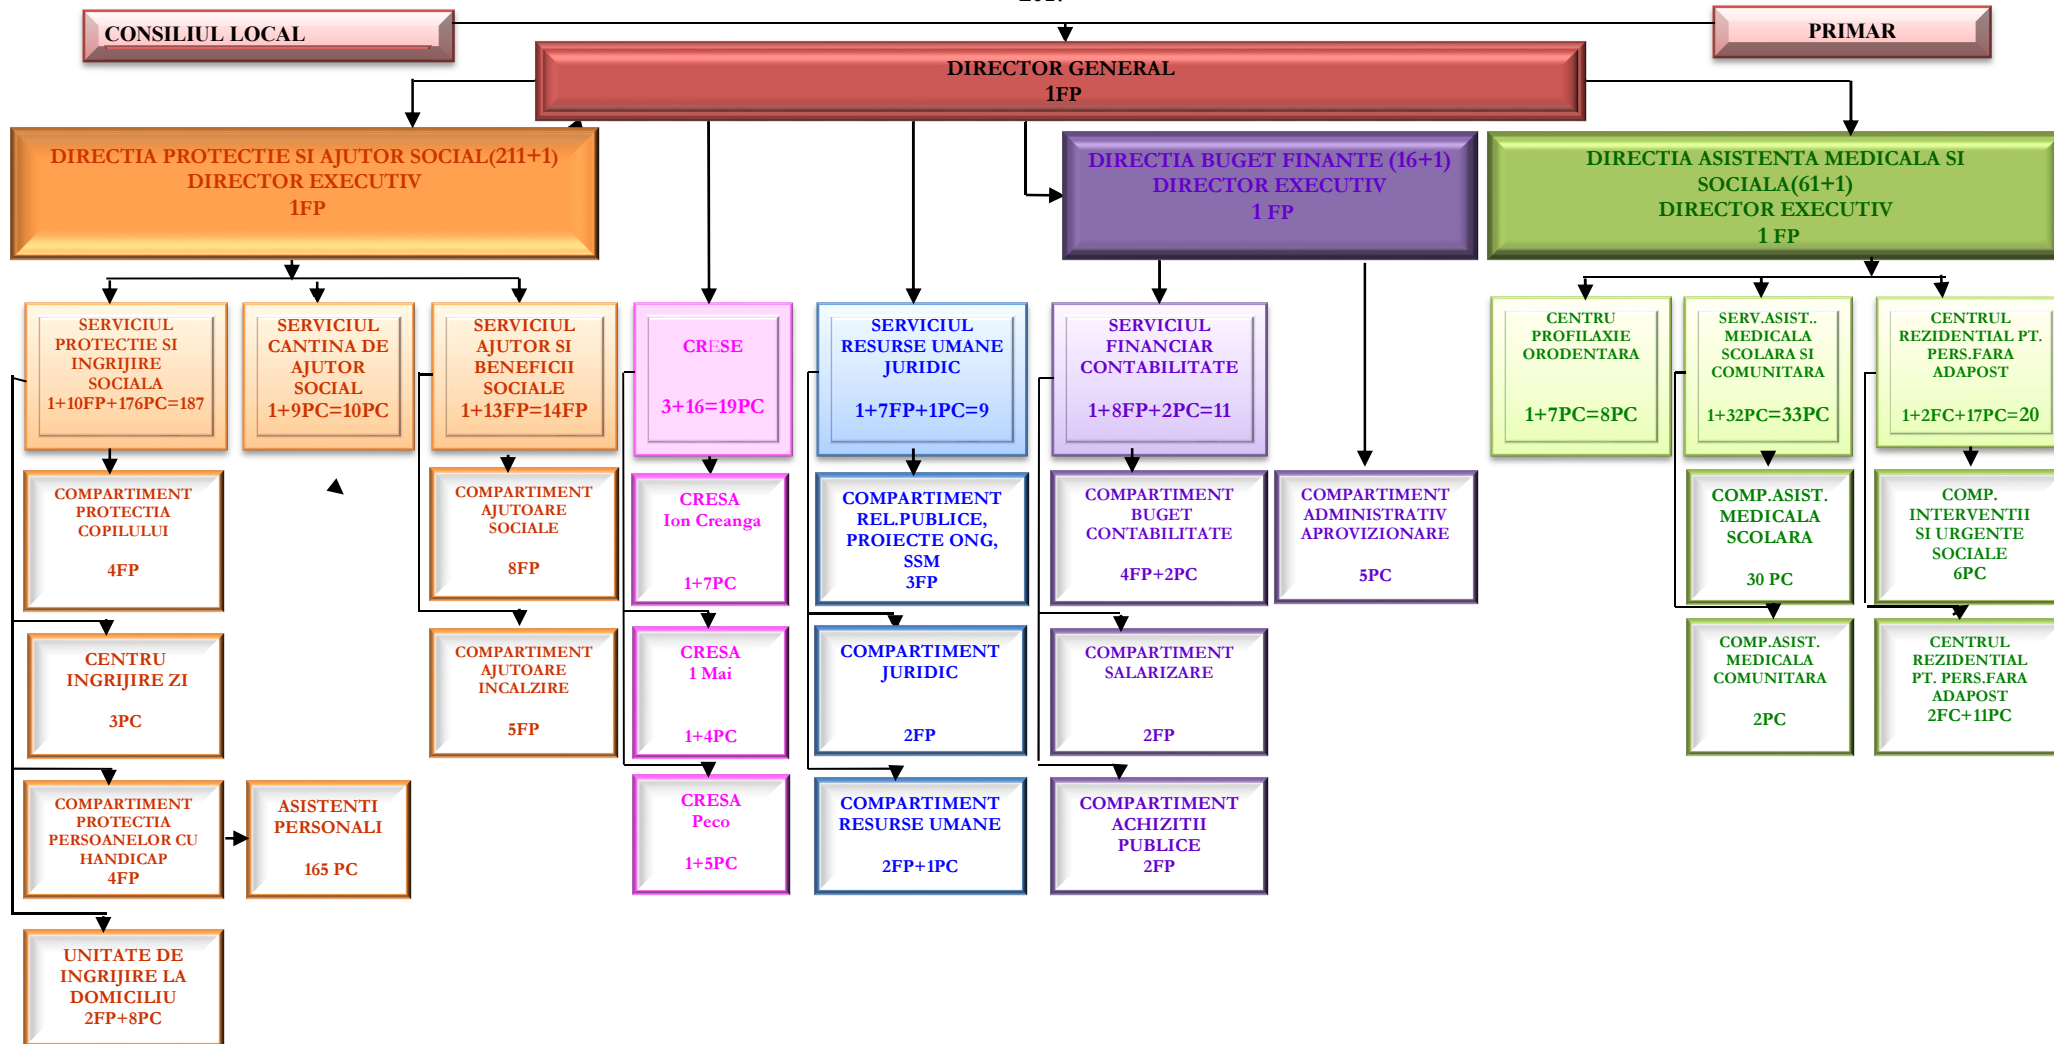 CONSILIUL LOCAL
PRIMAR
DIRECTOR GENERAL
1FP
DIRECTIA PROTECTIE SI AJUTOR SOCIAL(211+1)
DIRECTOR EXECUTIV
1FP
DIRECTIA BUGET FINANTE (16+1)
DIRECTOR EXECUTIV
1 FP
DIRECTIA ASISTENTA MEDICALA SI
SOCIALA(61+1)
DIRECTOR EXECUTIV
1 FP
SERVICIUL
PROTECTIE SI
INGRIJIRE
SOCIALA
1+10FP+176PC=187
SERVICIUL
CANTINA DE
AJUTOR
SOCIAL
1+9PC=10PC
SERVICIUL
AJUTOR SI
BENEFICII
SOCIALE
1+13FP=14FP
CRESE
3+16=19PC
SERVICIUL
RESURSE UMANE
JURIDIC
1+7FP+1PC=9
SERVICIUL
FINANCIAR
CONTABILITATE
1+8FP+2PC=11
CENTRU
PROFILAXIE
ORODENTARA
1+7PC=8PC
SERV.ASIST..
MEDICALA
SCOLARA SI
COMUNITARA
1+32PC=33PC
CENTRUL
REZIDENTIAL PT.
PERS.FARA
ADAPOST
1+2FC+17PC=20
COMPARTIMENT
PROTECTIA
COPILULUI
4FP
COMPARTIMENT
AJUTOARE
SOCIALE
8FP
CRESA
Ion Creanga
1+7PC
COMPARTIMENT
REL.PUBLICE,
PROIECTE ONG,
SSM
3FP
COMPARTIMENT
BUGET
CONTABILITATE
4FP+2PC
COMPARTIMENT
ADMINISTRATIV
APROVIZIONARE
5PC
COMP.ASIST.
MEDICALA
SCOLARA
30 PC
COMP.
INTERVENTII
SI URGENTE
SOCIALE
6PC
CENTRU
INGRIJIRE ZI
3PC
COMPARTIMENT
AJUTOARE
INCALZIRE
5FP
CRESA
1 Mai
1+4PC
COMPARTIMENT
JURIDIC
2FP
COMPARTIMENT
SALARIZARE
2FP
COMP.ASIST.
MEDICALA
COMUNITARA
2PC
CENTRUL
REZIDENTIAL
PT. PERS.FARA
ADAPOST
2FC+11PC
COMPARTIMENT
PROTECTIA
PERSOANELOR CU
HANDICAP
4FP
ASISTENTI
PERSONALI
165 PC
CRESA
Peco
1+5PC
COMPARTIMENT
RESURSE UMANE
2FP+1PC
COMPARTIMENT
ACHIZITII
PUBLICE
2FP
UNITATE DE
INGRIJIRE LA
DOMICILIU
2FP+8PC